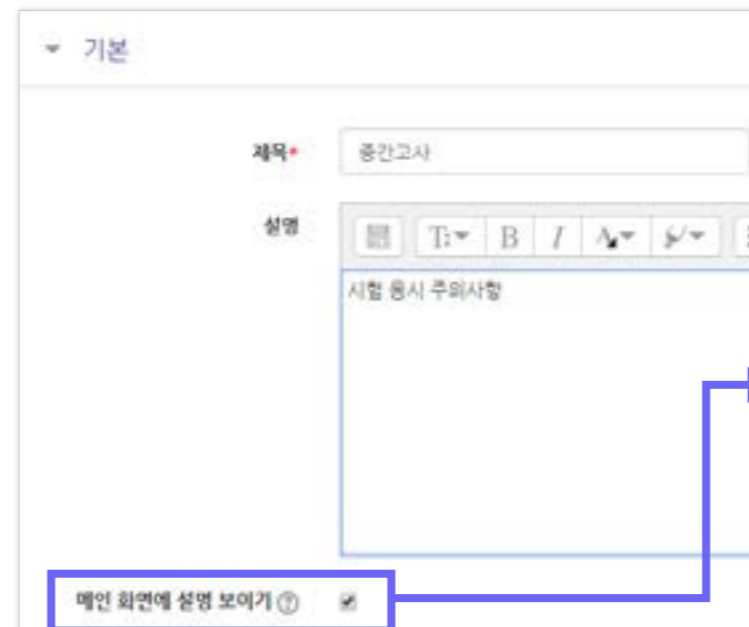 기본
제목*
중간고사
설명
T B I A
시험 응시 주의사항
메인 화면에 설명 보이기 ?